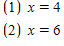 (1) x = 4
(2) x = 6